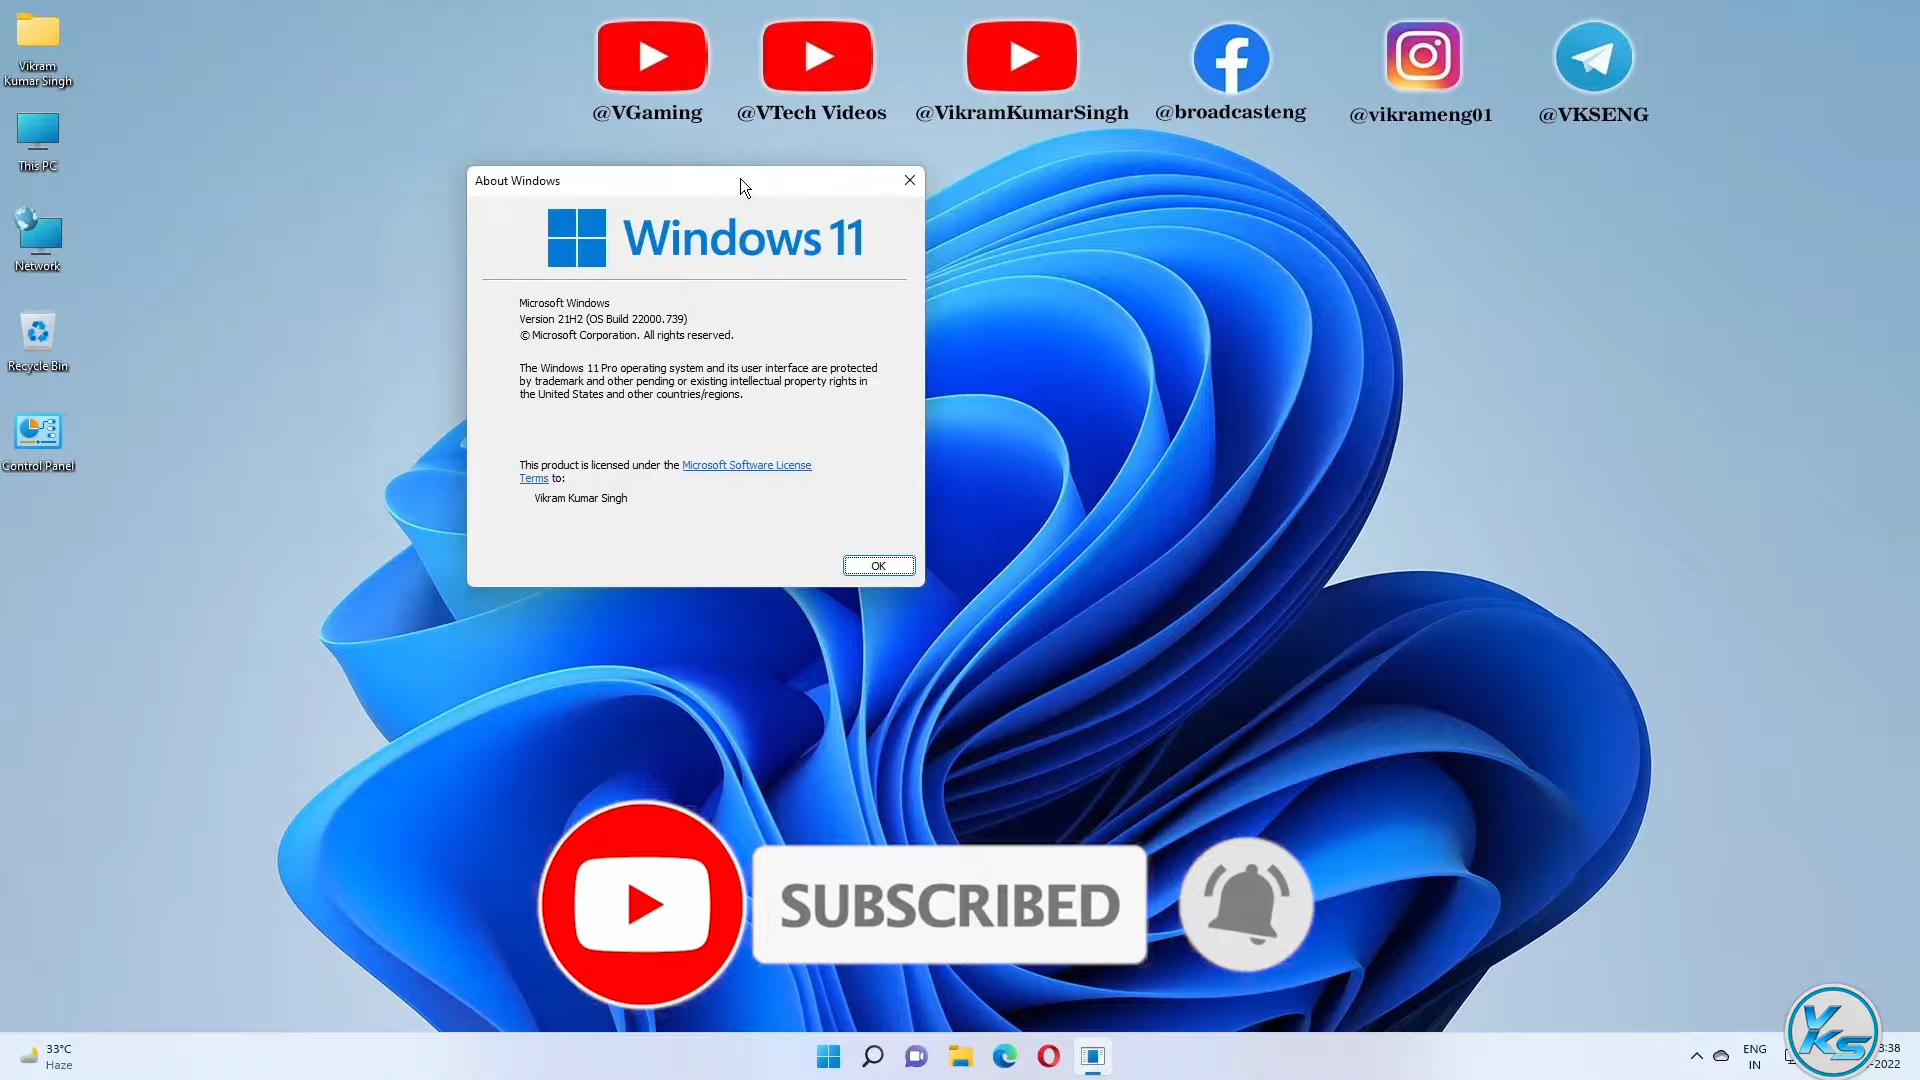 Vikram
Kumar Singh
This PC
Network
Recycle Bin
Control Panel
@VGaming
@VTech Videos
@VikramKumarSingh
@broadcasteng
@vikrameng01
@VKSENG
About Windows
Windows 11
Microsoft Windows
Version 21H2 (OS Build 22000.739)
© Microsoft Corporation. All rights reserved.
The Windows 11 Pro operating system and its user interface are protected
by trademark and other pending or existing intellectual property rights in
the United States and other countries/regions.
This product is licensed under the Microsoft Software License
Terms to:
Vikram Kumar Singh
OK
SUBSCRIBED
33°C
Haze
ENG
IN
VKS
3:38
-2022